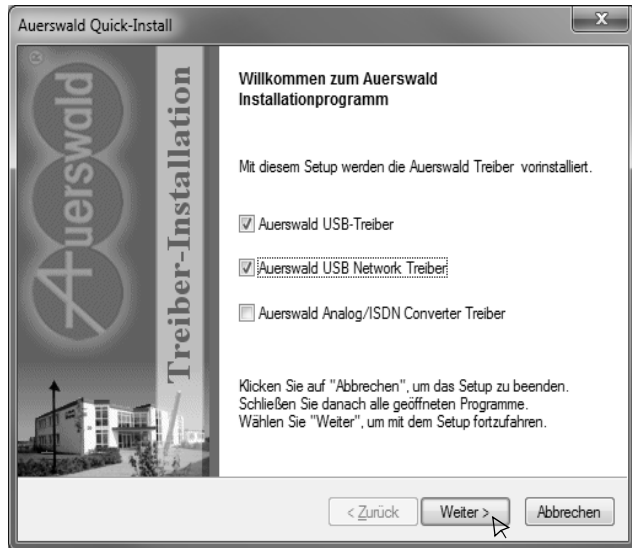 Auerswald Quick-Install
Auerswald
Treiber-Installation
Willkommen zum Auerswald
Installationprogramm
Mit diesem Setup werden die Auerswald Treiber vorinstalliert.
Auerswald USB-Treiber
Auerswald USB Network Treiber
Auerswald Analog/ISDN Converter Treiber
Klicken Sie auf "Abbrechen", um das Setup zu beenden.
Schließen Sie danach alle geöffneten Programme.
Wählen Sie "Weiter", um mit dem Setup fortzufahren.
< Zurück Weiter > Abbrechen